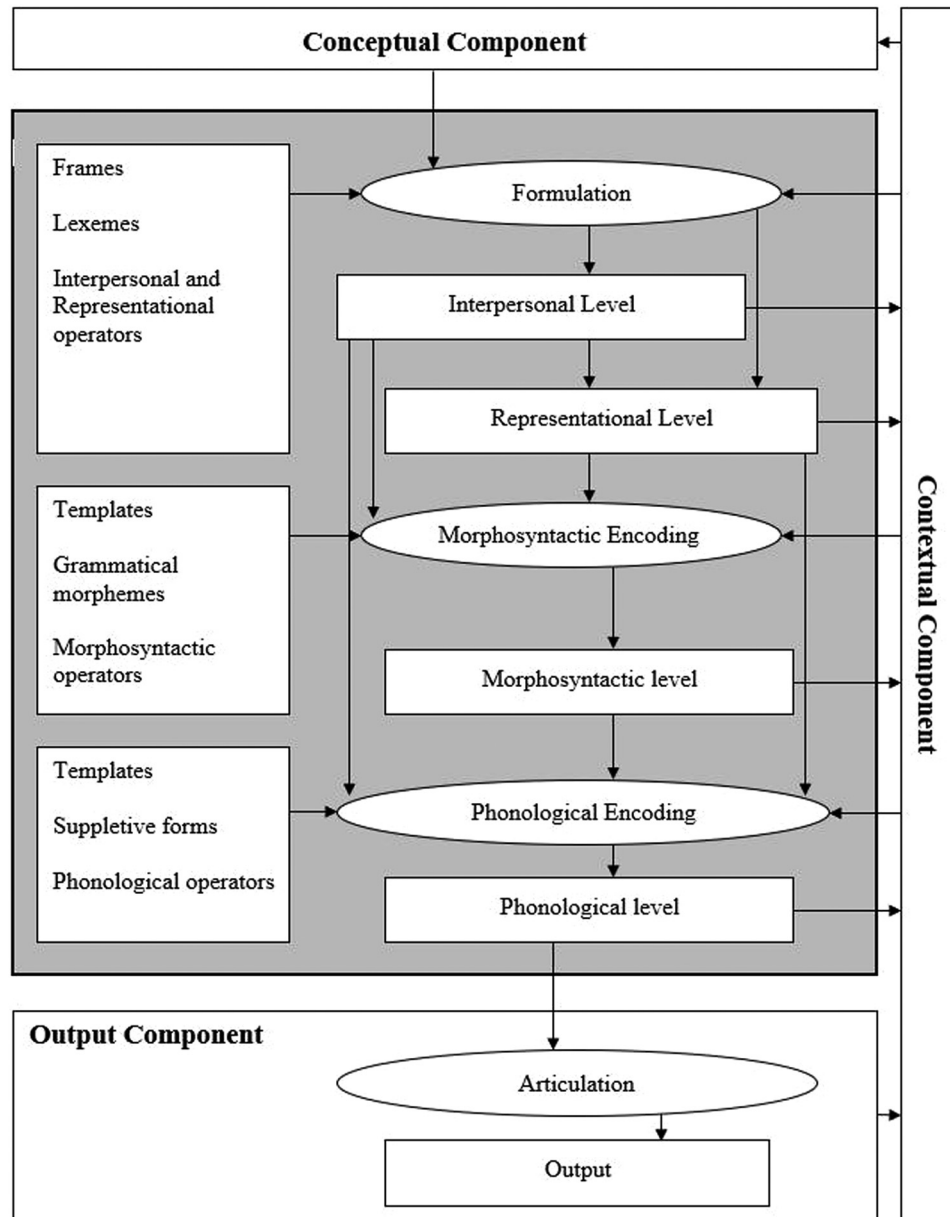 Conceptual Component
Frames
Lexemes
Interpersonal and
Representational
operators
Formulation
Interpersonal Level
Representational Level
Templates
Grammatical
morphemes
Morphosyntactic
operators
Morphosyntactic Encoding
Morphosyntactic level
Templates
Suppletive forms
Phonological operators
Phonological Encoding
Phonological level
Contextual Component
Output Component
Articulation
Output